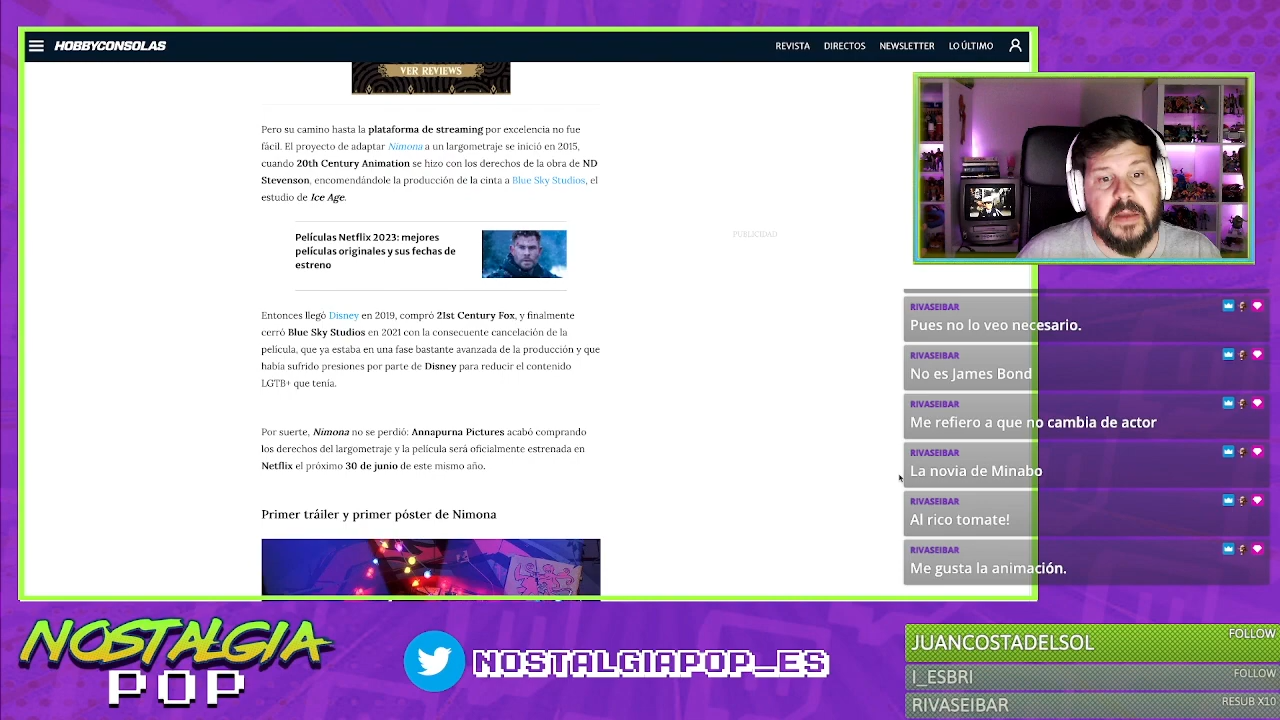 HOBBYCONSOLAS
REVISTA
DIRECTOS
NEWSLETTER
LO ÚLTIMO
VER REVIEWS
Pero su camino hasta la plataforma de streaming por excelencia no fue
fácil. El proyecto de adaptar Nimona a un largometraje se inició en 2015,
cuando 20th Century Animation se hizo con los derechos de la obra de ND
Stevenson, encomendándole la producción de la cinta a Blue Sky Studios, el
estudio de Ice Age.
Películas Netflix 2023: mejores
películas originales y sus fechas de
estreno
PUBLICIDAD
Entonces llegó Disney en 2019, compró 21st Century Fox, y finalmente
cerró Blue Sky Studios en 2021 con la consecuente cancelación de la
película, que ya estaba en una fase bastante avanzada de la producción y que
había sufrido presiones por parte de Disney para reducir el contenido
LGTB+ que tenía.
Por suerte, Nimona no se perdió: Annapurna Pictures acabó comprando
los derechos del largometraje y la película será oficialmente estrenada en
Netflix el próximo 30 de junio de este mismo año.
Primer tráiler y primer póster de Nimona
RIVASEIBAR
Pues no lo veo necesario.
RIVASEIBAR
No es James Bond
RIVASEIBAR
Me refiero a que no cambia de actor
RIVASEIBAR
La novia de Minabo
RIVASEIBAR
Al rico tomate!
RIVASEIBAR
Me gusta la animación.
NOSTALGIA
POP
NOSTALGIAPOP_ES
JUANCOSTADELSOL
FOLLOW
I_ESBRI
FOLLOW
RIVASEIBAR
RESUB X10